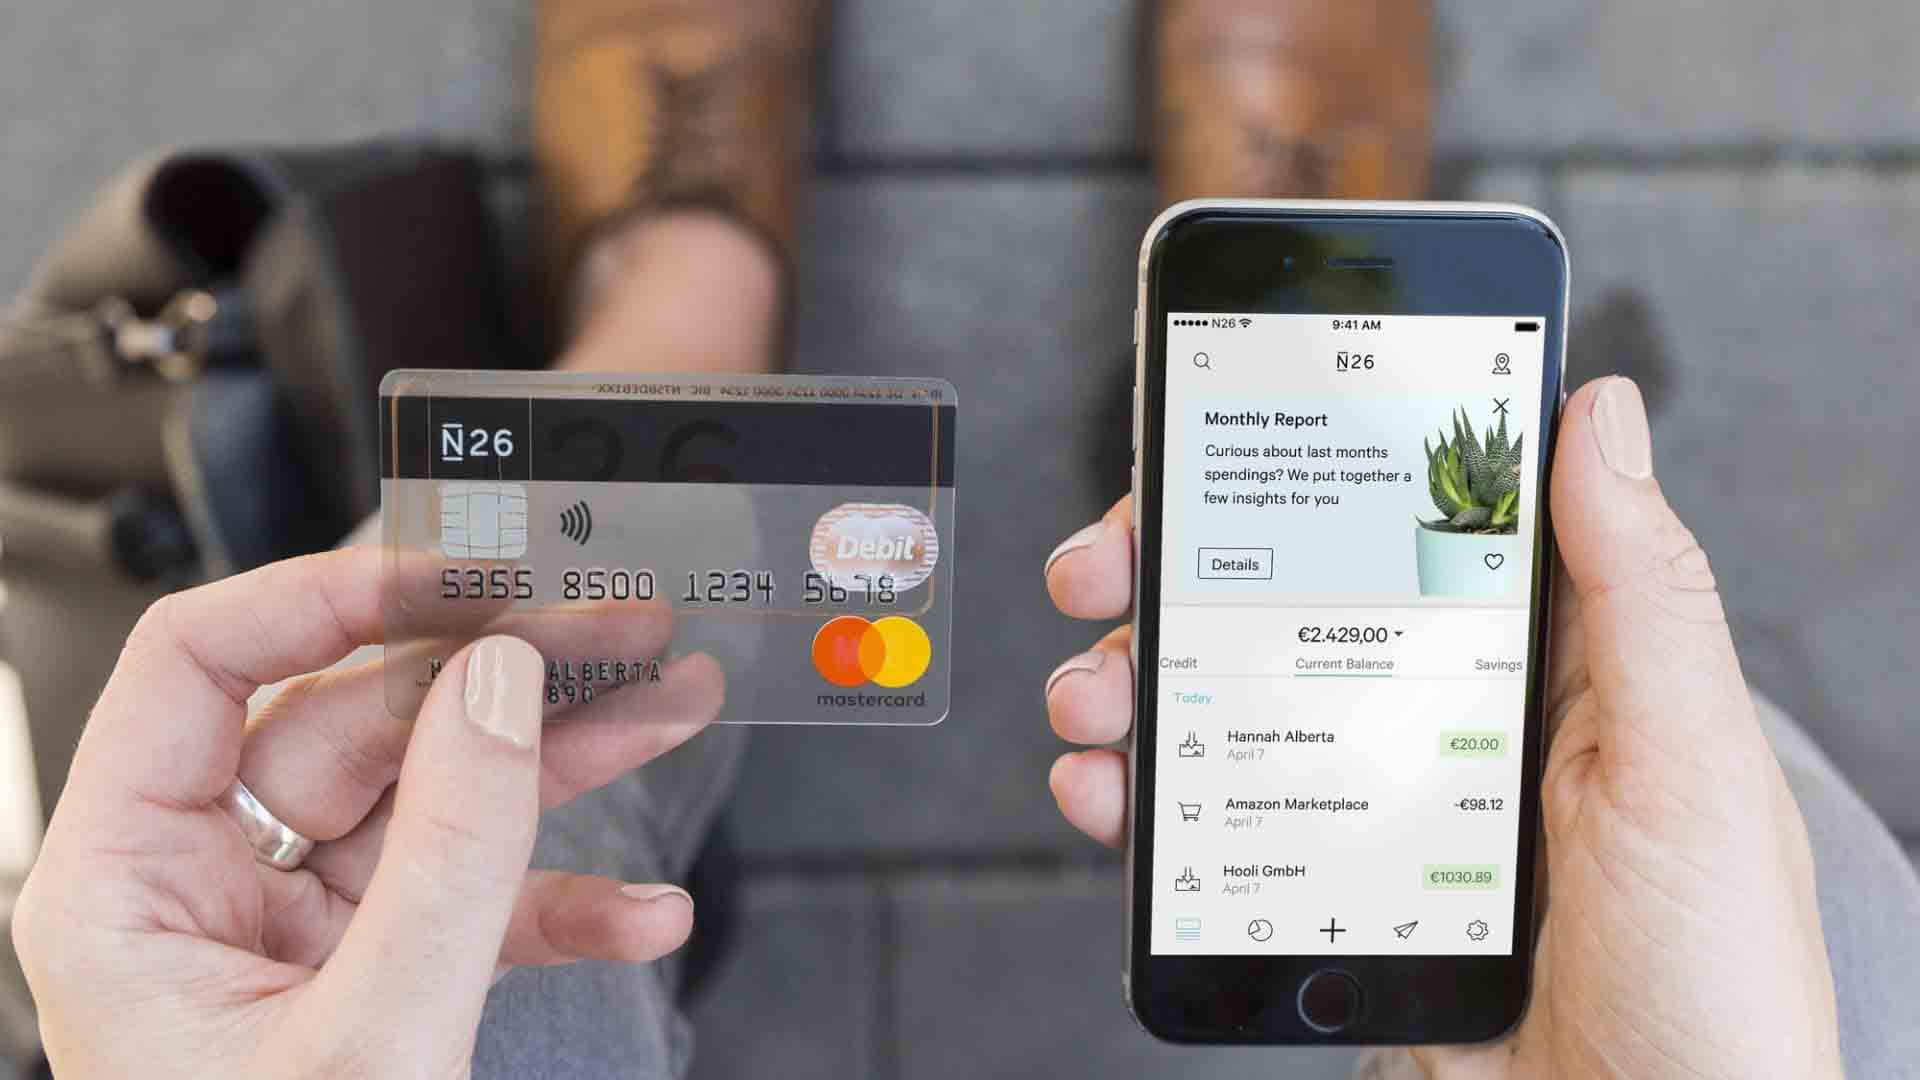 N26
Debit
5355 8500 1234 5678
ALBERTA
890
mastercard
N26
9:41 AM
N26
Monthly Report
Curious about last months
spendings? We put together a
few insights for you
Details
€2.429,00
Credit
Current Balance
Savings
Today
Hannah Alberta
€20.00
April 7
Amazon Marketplace
-€98.12
April 7
Hooli GmbH
€1030.89
April 7